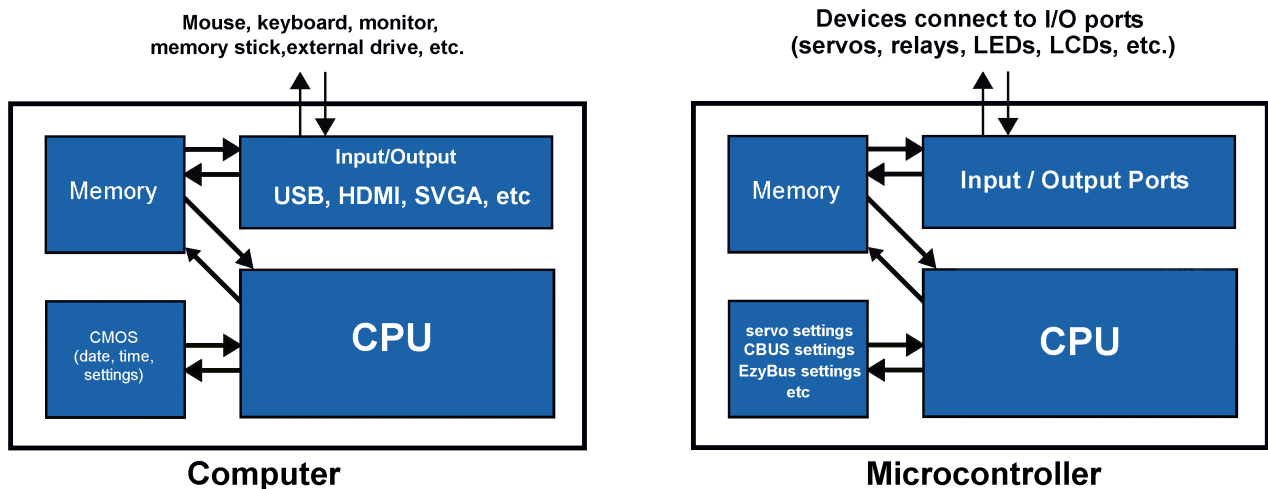 Mouse, keyboard, monitor,
memory stick,external drive, etc.
Memory
Input/Output
USB, HDMI, SVGA, etc
CMOS
(date, time,
settings)
CPU
Computer
Devices connect to I/O ports
(servos, relays, LEDs, LCDs, etc.)
Memory
Input / Output Ports
servo settings
CBUS settings
EzyBus settings
etc
CPU
Microcontroller